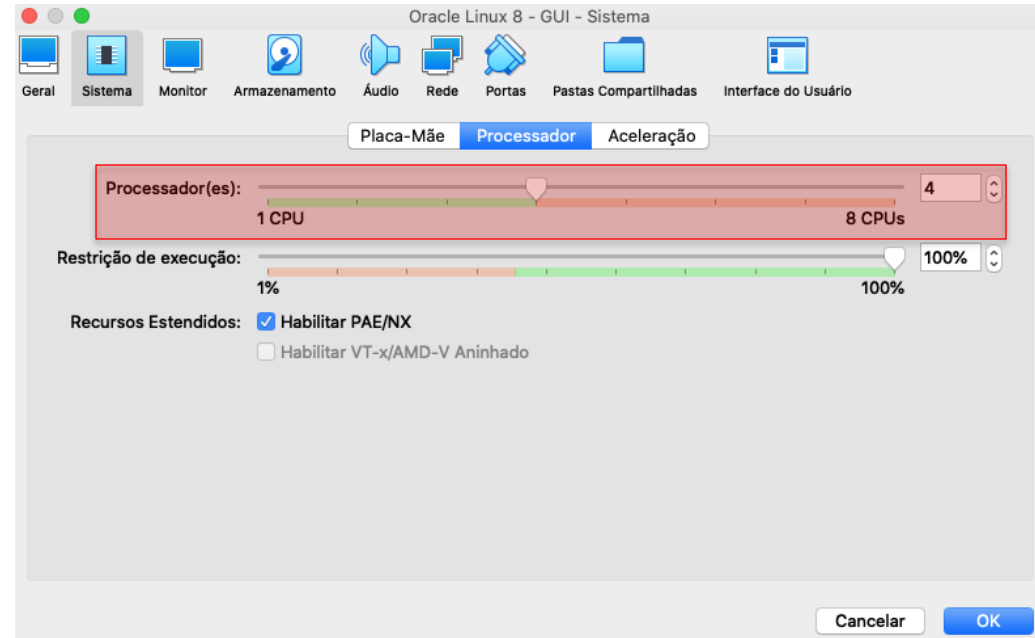 Oracle Linux 8 - GUI - Sistema
Geral Sistema Monitor Armazenamento Áudio Rede Portas Pastas Compartilhadas Interface do Usuário
Placa-Mãe Processador Aceleração
Processador(es): 4
1 CPU 8 CPUs
Restrição de execução: 100%
1% 100%
Recursos Estendidos: Habilitar PAE/NX
Habilitar VT-x/AMD-V Aninhado
Cancelar OK